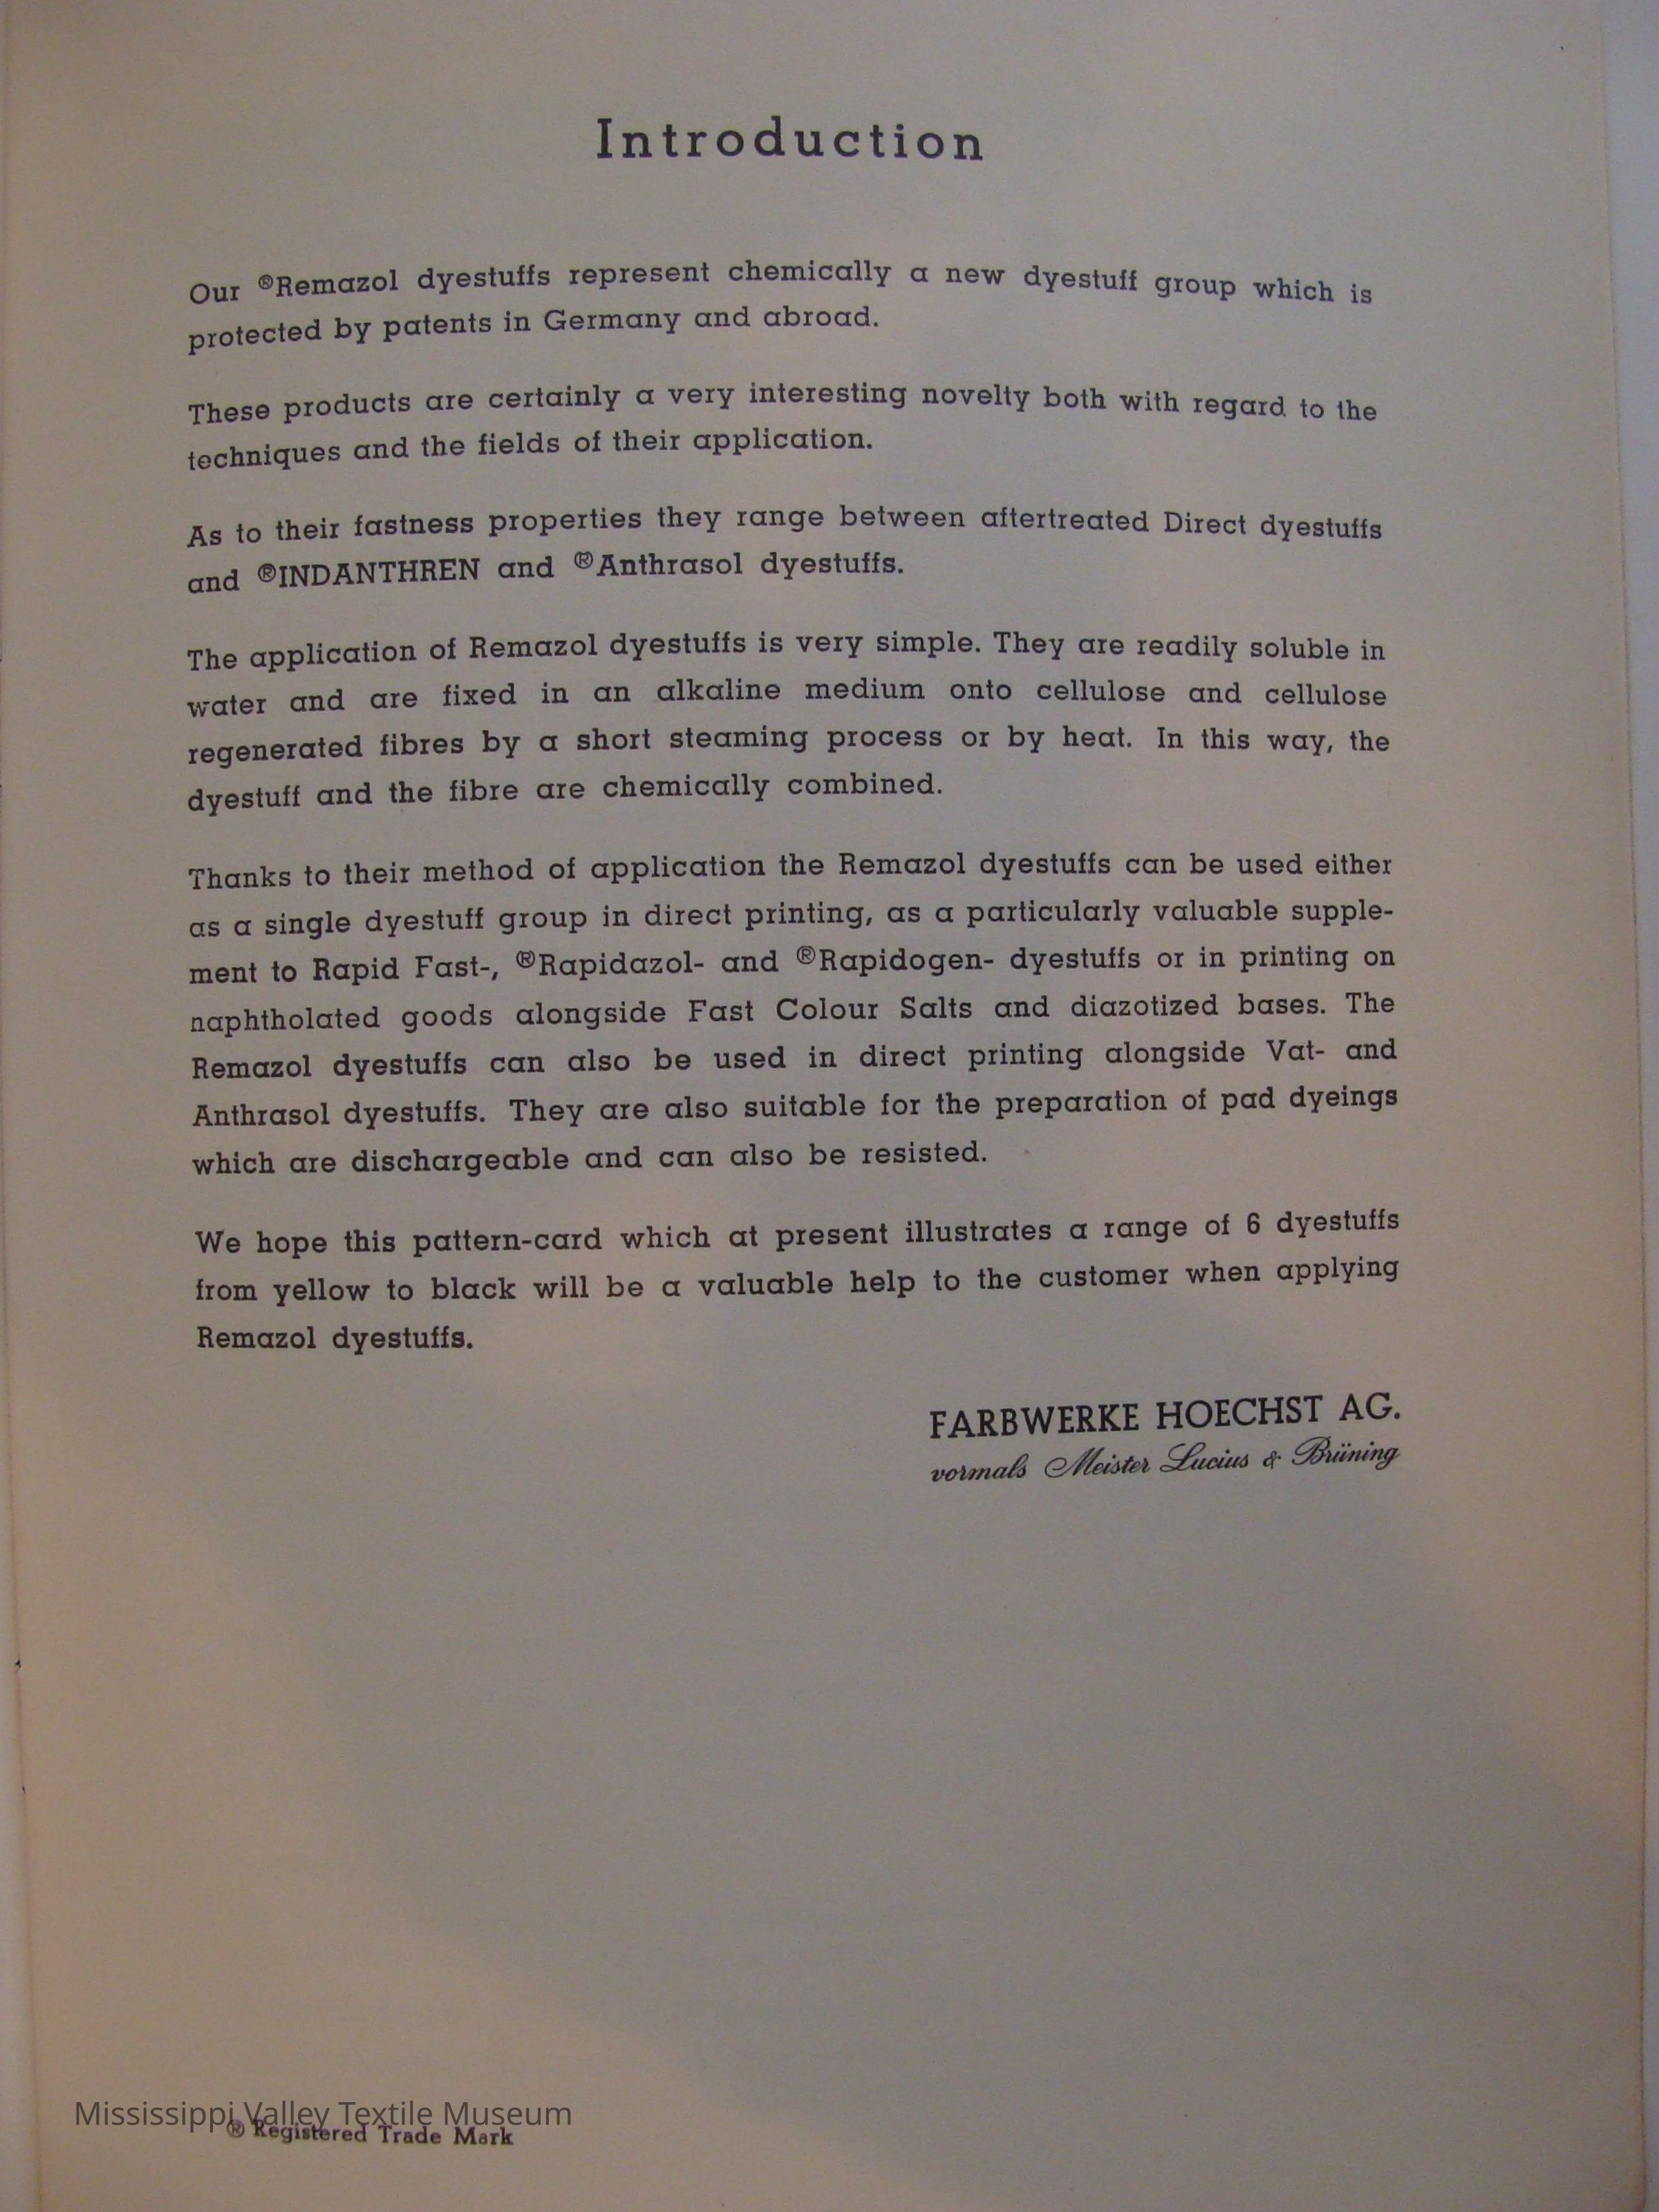 Introduction
Our ®Remazol dyestuffs represent chemically a new dyestuff group which is
protected by patents in Germany and abroad.
These products are certainly a very interesting novelty both with regard to the
techniques and the fields of their application.
As to their fastness properties they range between aftertreated Direct dyestuffs
and ®INDANTHREN and ®Anthrasol dyestuffs.
The application of Remazol dyestuffs is very simple. They are readily soluble in
water and are fixed in an alkaline medium onto cellulose and cellulose
regenerated fibres by a short steaming process or by heat. In this way, the
dyestuff and the fibre are chemically combined.
Thanks to their method of application the Remazol dyestuffs can be used either
as a single dyestuff group in direct printing, as a particularly valuable supple-
ment to Rapid Fast-, ®Rapidazol- and ®Rapidogen- dyestuffs or in printing on
naphtholated goods alongside Fast Colour Salts and diazotized bases. The
Remazol dyestuffs can also be used in direct printing alongside Vat- and
Anthrasol dyestuffs. They are also suitable for the preparation of pad dyeings
which are dischargeable and can also be resisted.
We hope this pattern-card which at present illustrates a range of 6 dyestuffs
from yellow to black will be a valuable help to the customer when applying
Remazol dyestuffs.
FARBWERKE HOECHST AG.
vormals Meister Lucius & Brüning
Mississippi Valley Textile Museum
® Registered Trade Mark